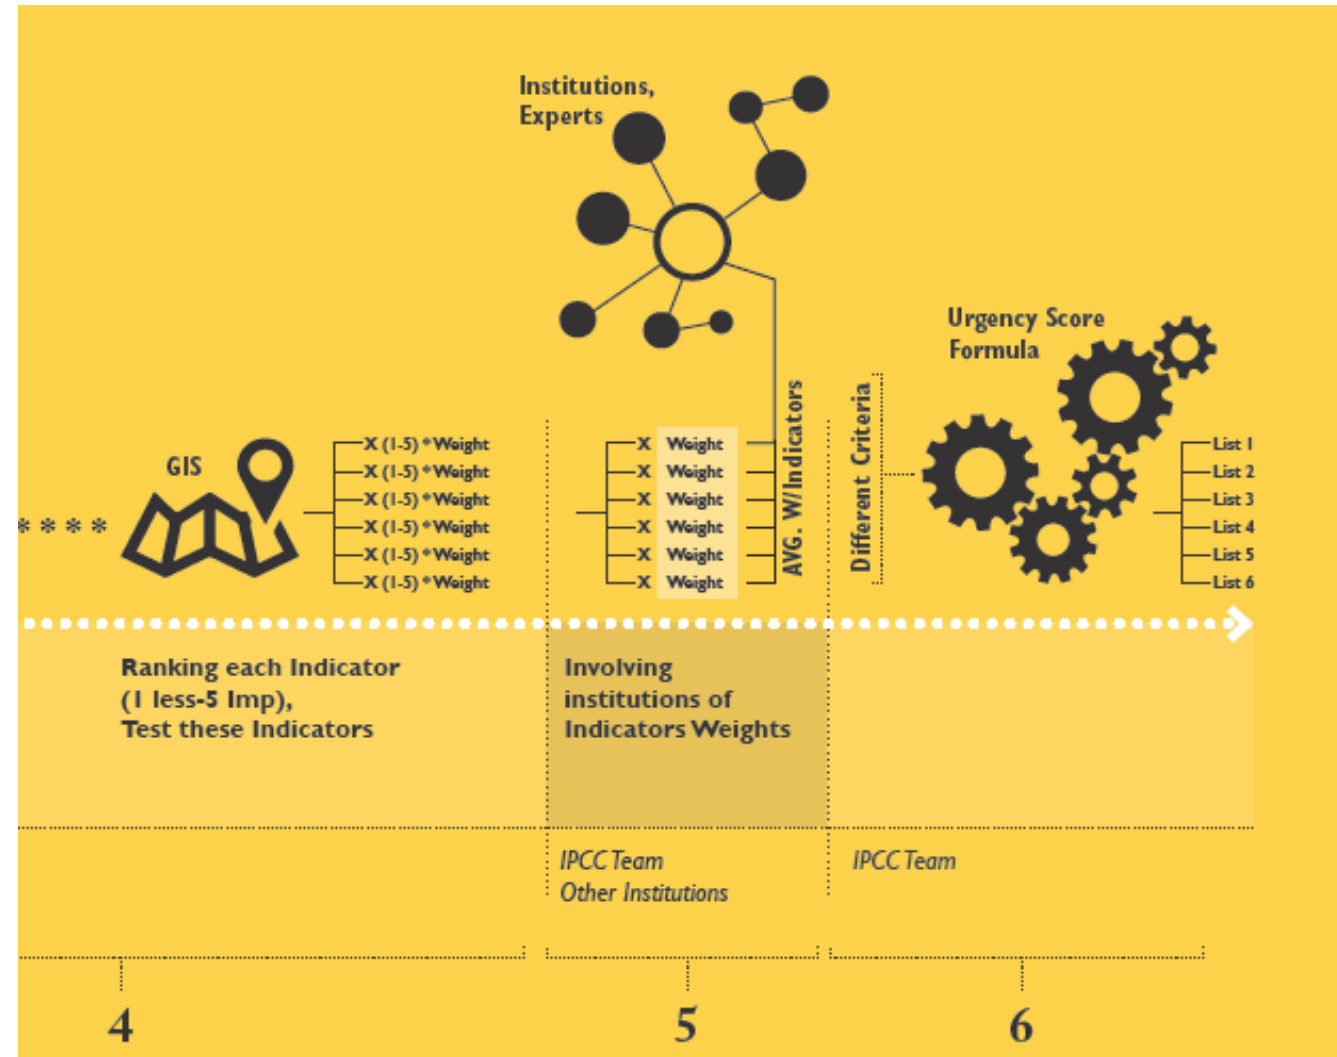 Institutions,
Experts
Urgency Score
Formula
GIS
* * * *
X (1-5) * Weight
X (1-5) * Weight
X (1-5) * Weight
X (1-5) * Weight
X (1-5) * Weight
X (1-5) * Weight
X Weight
X Weight
X Weight
X Weight
X Weight
X Weight
AVG. W/Indicators
Different Criteria
List 1
List 2
List 3
List 4
List 5
List 6
Ranking each Indicator
(1 less-5 Imp),
Test these Indicators
Involving
institutions of
Indicators Weights
IPCC Team
Other Institutions
IPCC Team
4
5
6